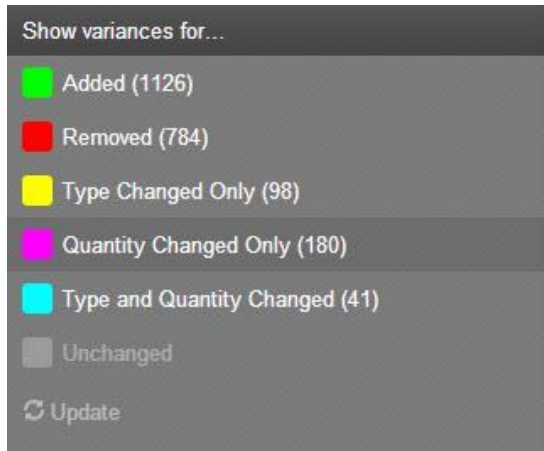 Show variances for...
Added (1126)
Removed (784)
Type Changed Only (98)
Quantity Changed Only (180)
Type and Quantity Changed (41)
Unchanged
Update